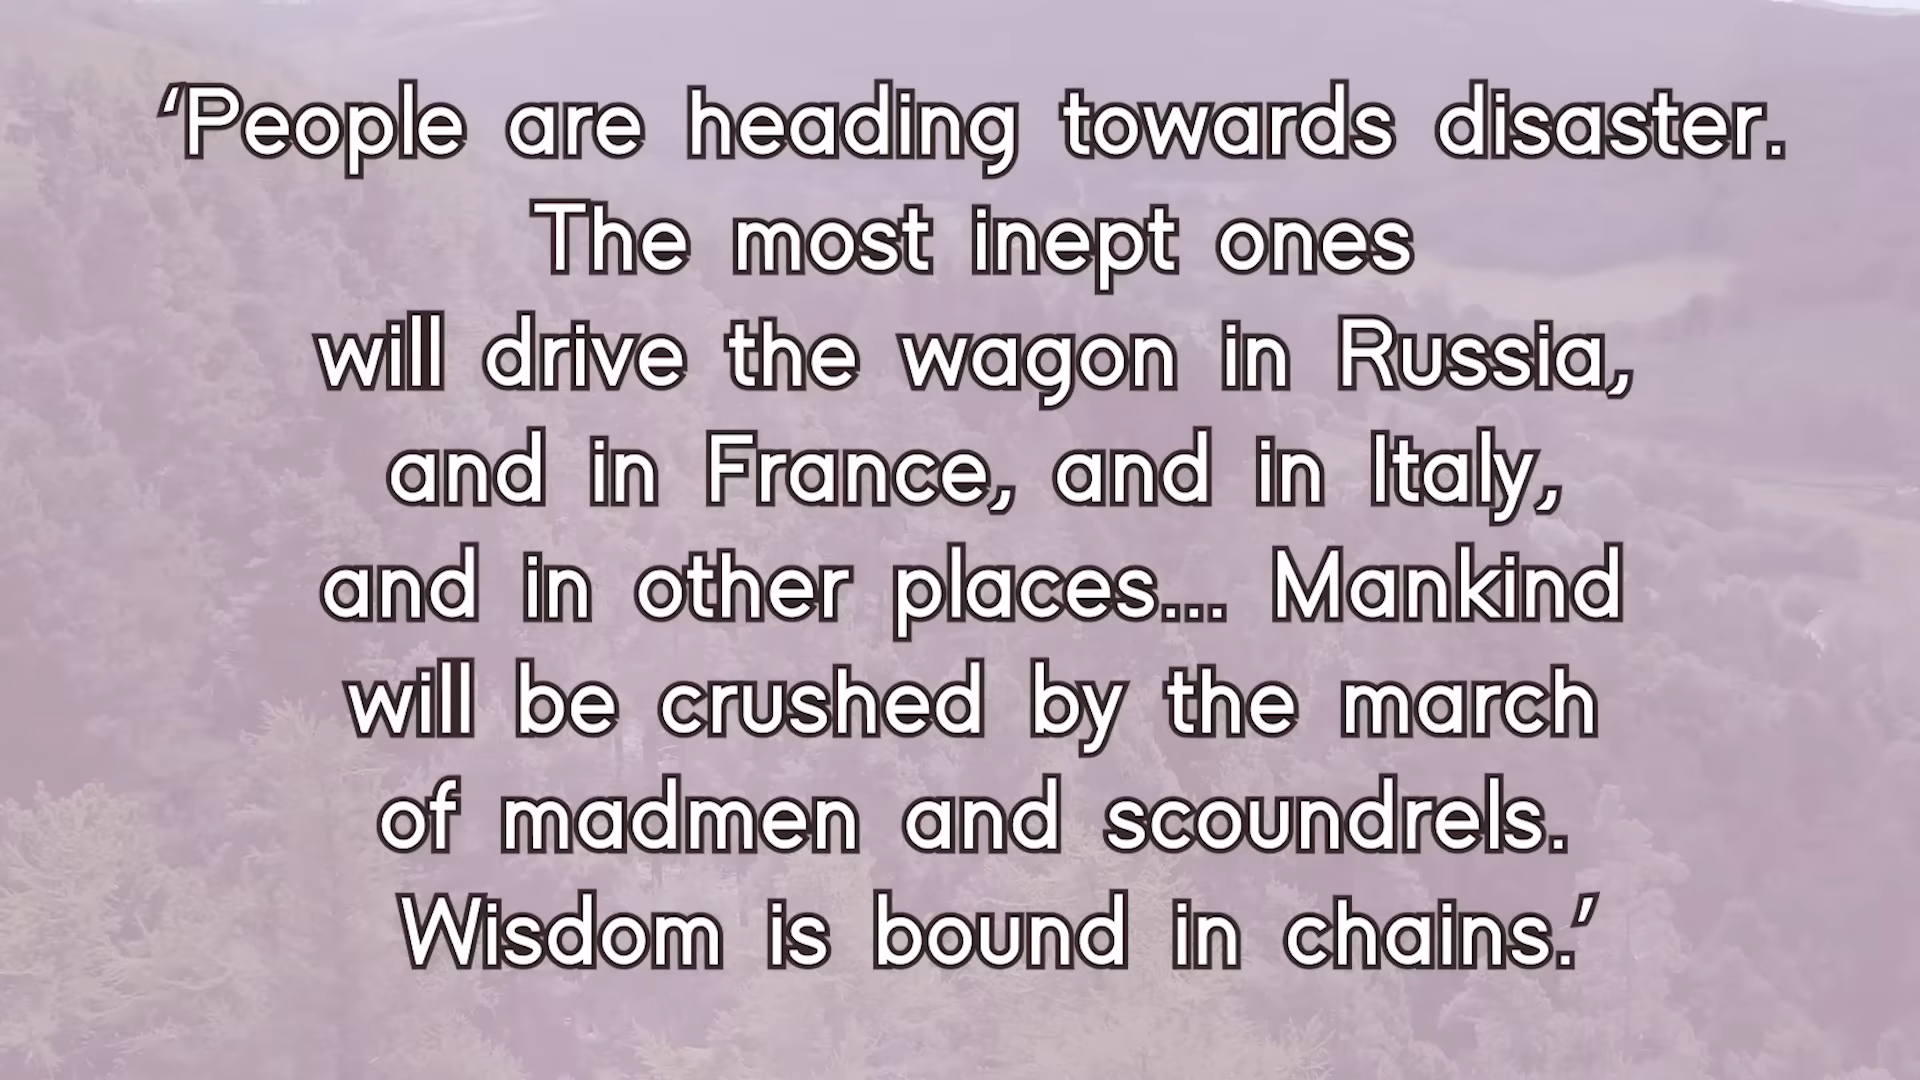 ‘People are heading towards disaster.
The most inept ones
will drive the wagon in Russia,
and in France, and in Italy,
and in other places... Mankind
will be crushed by the march
of madmen and scoundrels.
Wisdom is bound in chains.’